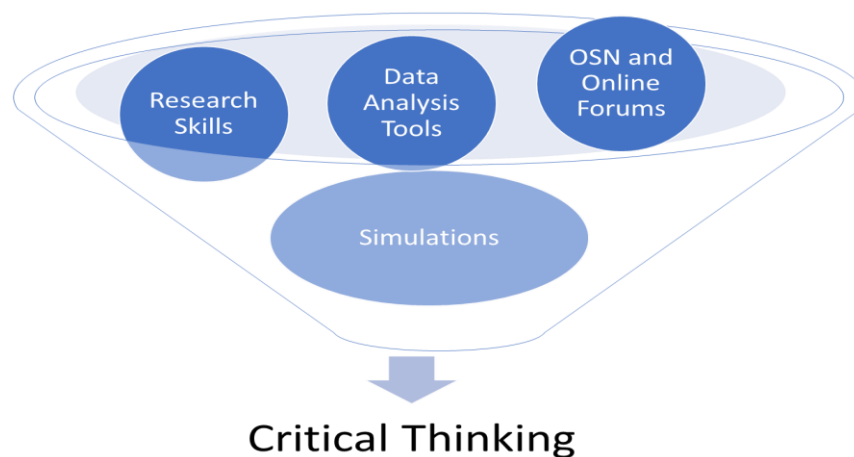 Research
Skills
Data
Analysis
Tools
OSN and
Online
Forums
Simulations
Critical Thinking